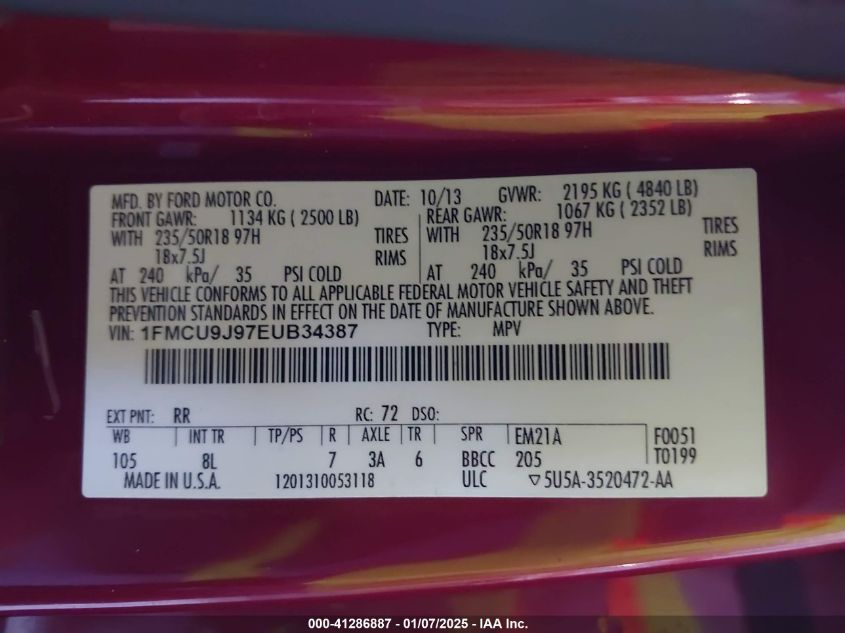 MFD. BY FORD MOTOR CO. DATE: 10/13 GVWR: 2195 KG ( 4840 LB)
FRONT GAWR: 1134 KG ( 2500 LB) REAR GAWR: 1067 KG ( 2352 LB)
WITH 235/50R18 97H TIRES WITH 235/50R18 97H TIRES
18x7.5J RIMS 18x7.5J RIMS
AT 240 kPa/ 35 PSI COLD AT 240 kPa/ 35 PSI COLD
THIS VEHICLE CONFORMS TO ALL APPLICABLE FEDERAL MOTOR VEHICLE SAFETY AND THEFT
PREVENTION STANDARDS IN EFFECT ON THE DATE OF MANUFACTURE SHOWN ABOVE.
VIN: 1FMCU9J97EUB34387 TYPE: MPV
EXT PNT: RR RC: 72 DSO:
WB INT TR TP/PS R AXLE TR SPR EM21A F0051
105 8L 7 3A 6 BBCC 205 T0199
MADE IN U.S.A. 1201310053118 ULC ▽5U5A-3520472-AA
000-41286887 - 01/07/2025 - IAA Inc.